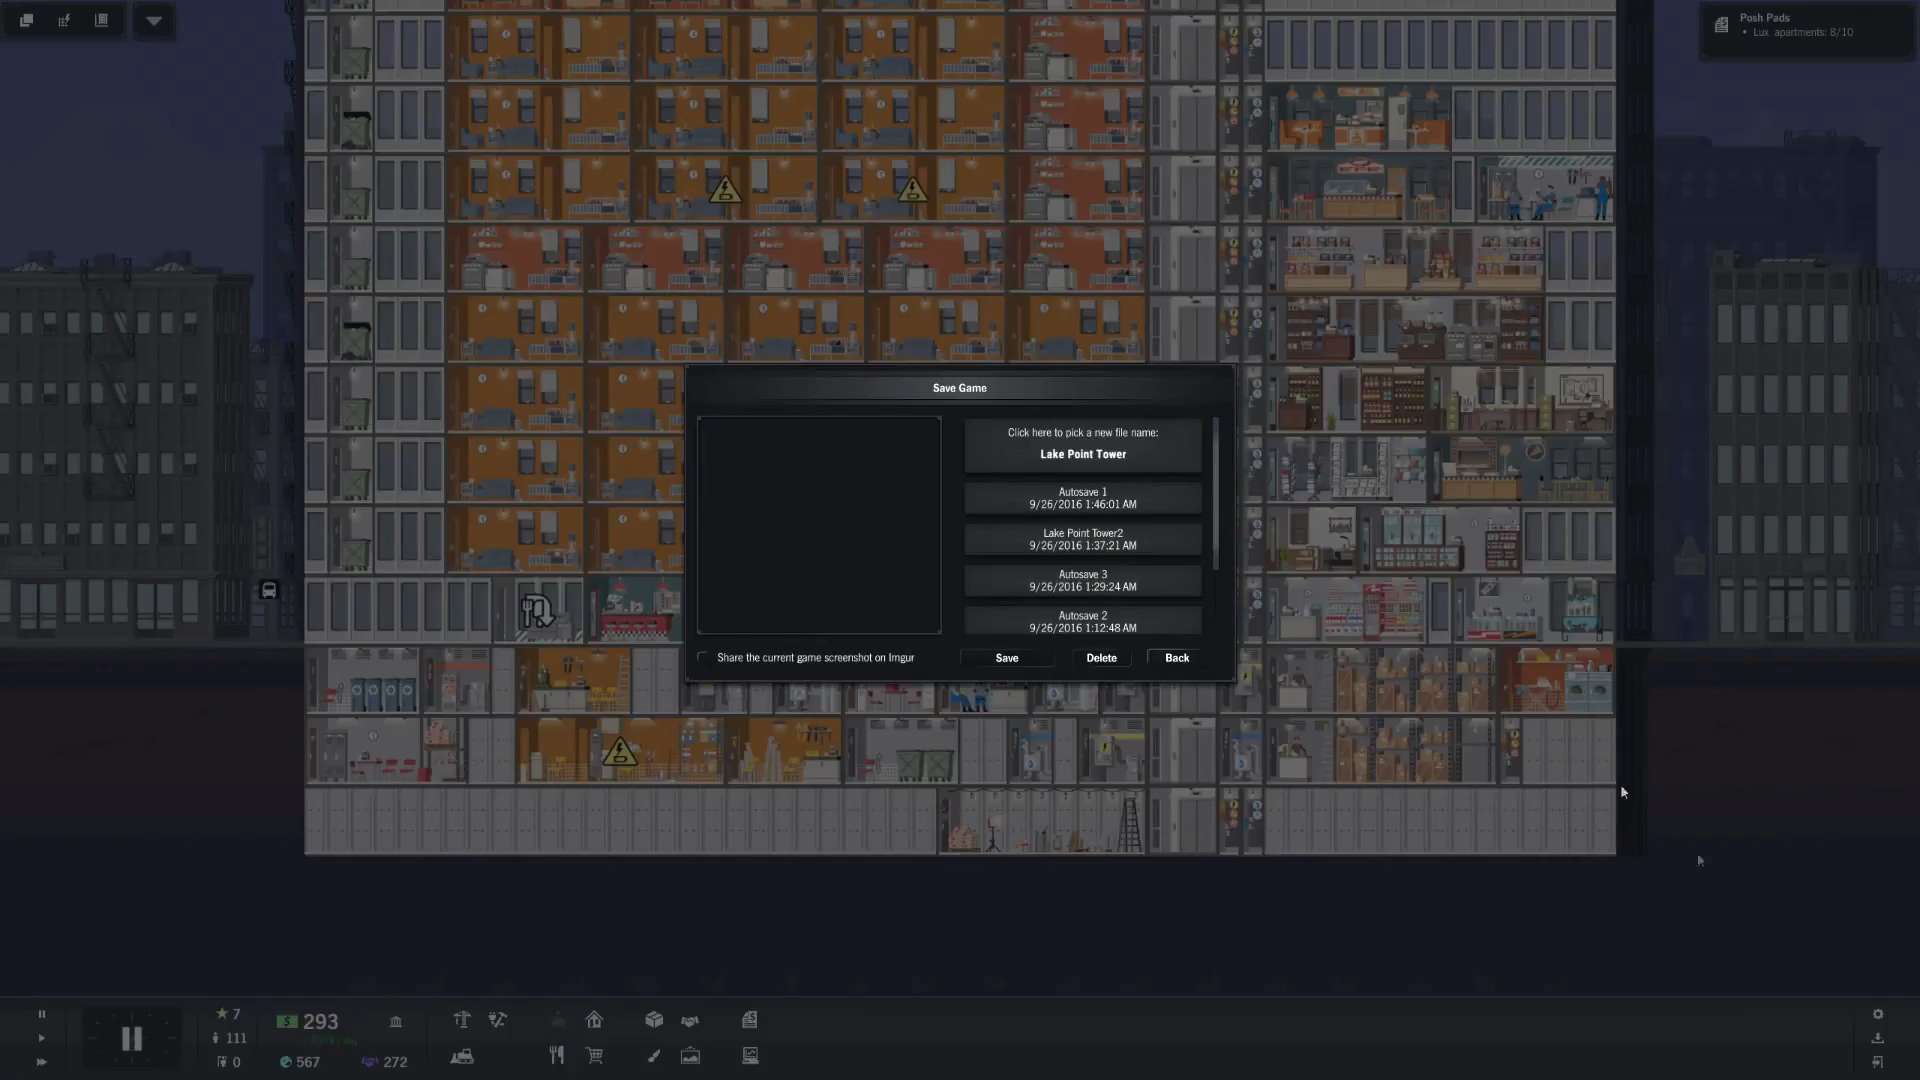 Posh Pads
• Lux apartments: 8/10
Save Game
Click here to pick a new file name:
Lake Point Tower
Autosave 1
9/26/2016 1:46:01 AM
Lake Point Tower2
9/26/2016 1:37:21 AM
Autosave 3
9/26/2016 1:29:24 AM
Autosave 2
9/26/2016 1:12:48 AM
Share the current game screenshot on Imgur
Save
Delete
Back
7
293
111
0
567
272